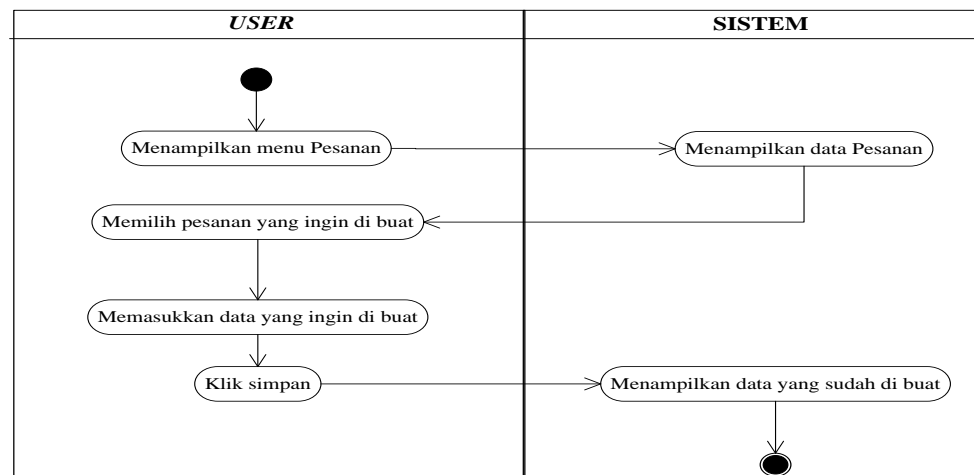 USER
SISTEM
Menampilkan menu Pesanan
Menampilkan data Pesanan
Memilih pesanan yang ingin di buat
Memasukkan data yang ingin di buat
Klik simpan
Menampilkan data yang sudah di buat